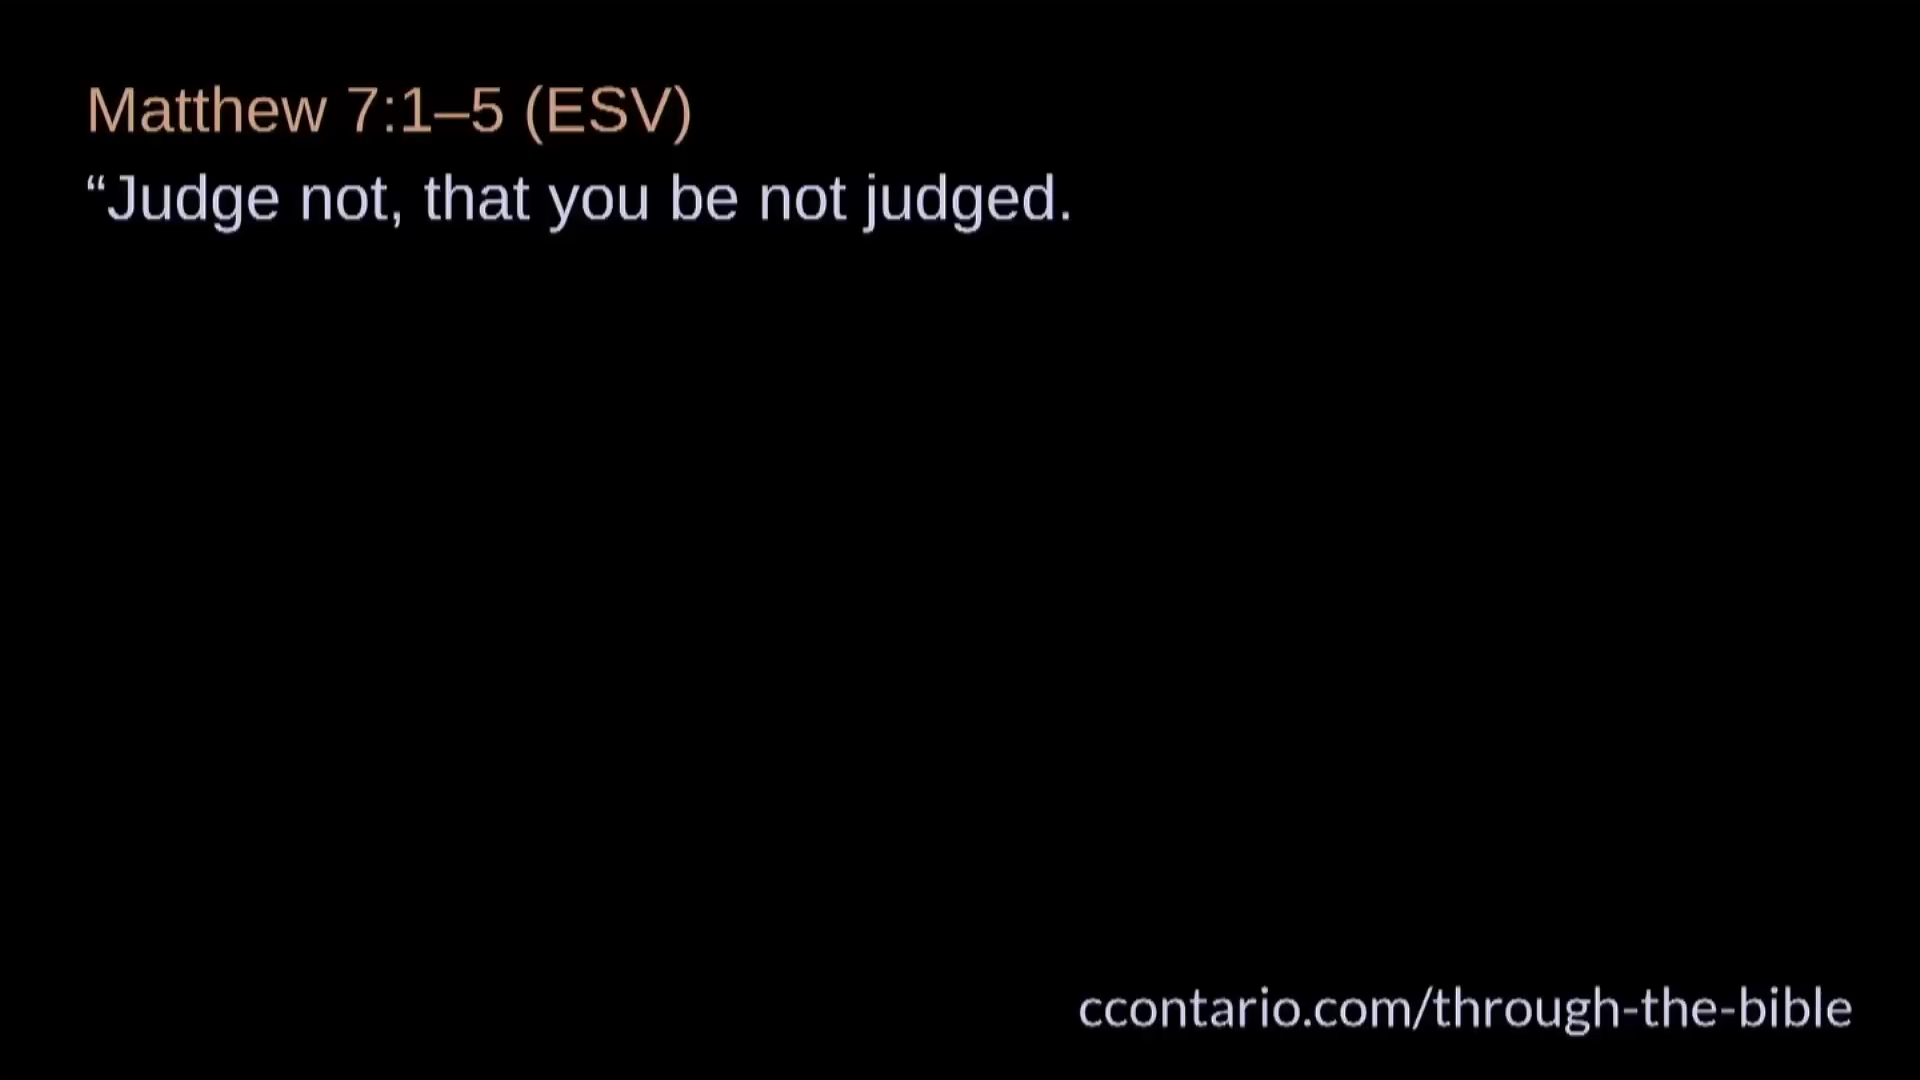 Matthew 7:1–5 (ESV)
“Judge not, that you be not judged.
ccontario.com/through-the-bible